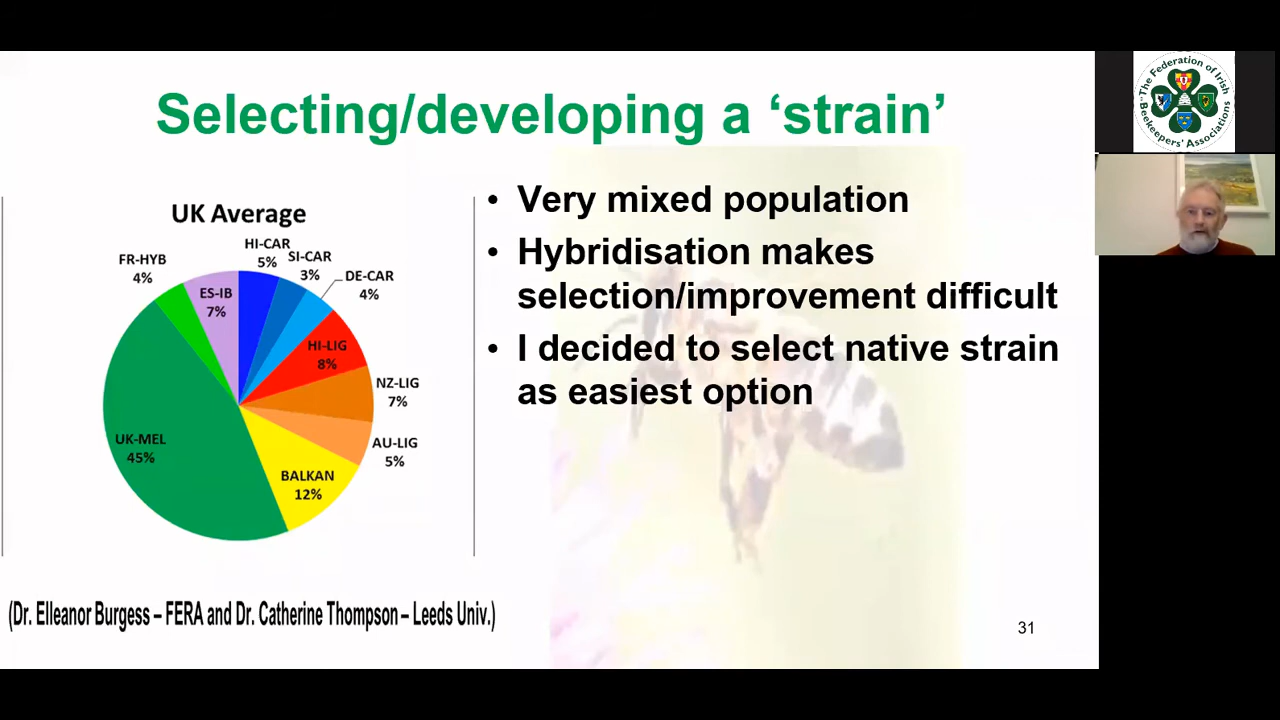 Selecting/developing a ‘strain’
UK Average
HI-CAR
5%
SI-CAR
3%
DE-CAR
4%
HI-LIG
8%
NZ-LIG
7%
AU-LIG
5%
BALKAN
12%
UK-MEL
45%
FR-HYB
4%
ES-IB
7%
(Dr. Elleanor Burgess – FERA and Dr. Catherine Thompson – Leeds Univ.)
• Very mixed population
• Hybridisation makes
selection/improvement difficult
• I decided to select native strain
as easiest option
31
The Federation of Irish
Beekeepers' Associations